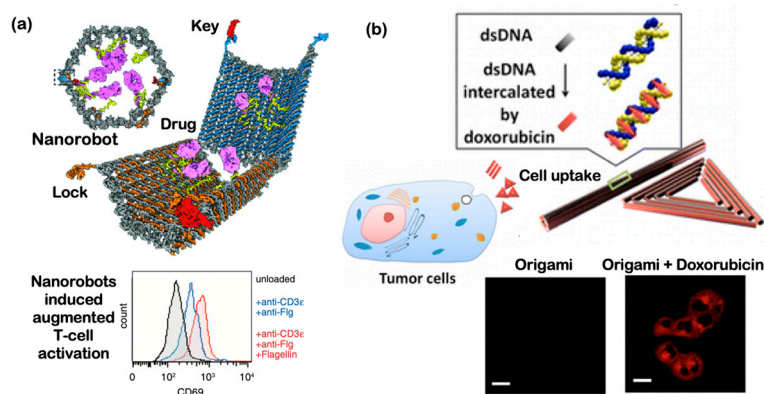 (a)
Key
Nanorobot
Drug
Lock
Nanorobots
induced
augmented
T-cell
activation
count
unloaded
+anti-CD3ε
+anti-Flg
+anti-CD3ε
+anti-Flg
+Flagellin
0 10² 10³ 10⁴
CD69
(b)
dsDNA
dsDNA
intercalated
by
doxorubicin
Cell uptake
Tumor cells
Origami
Origami + Doxorubicin